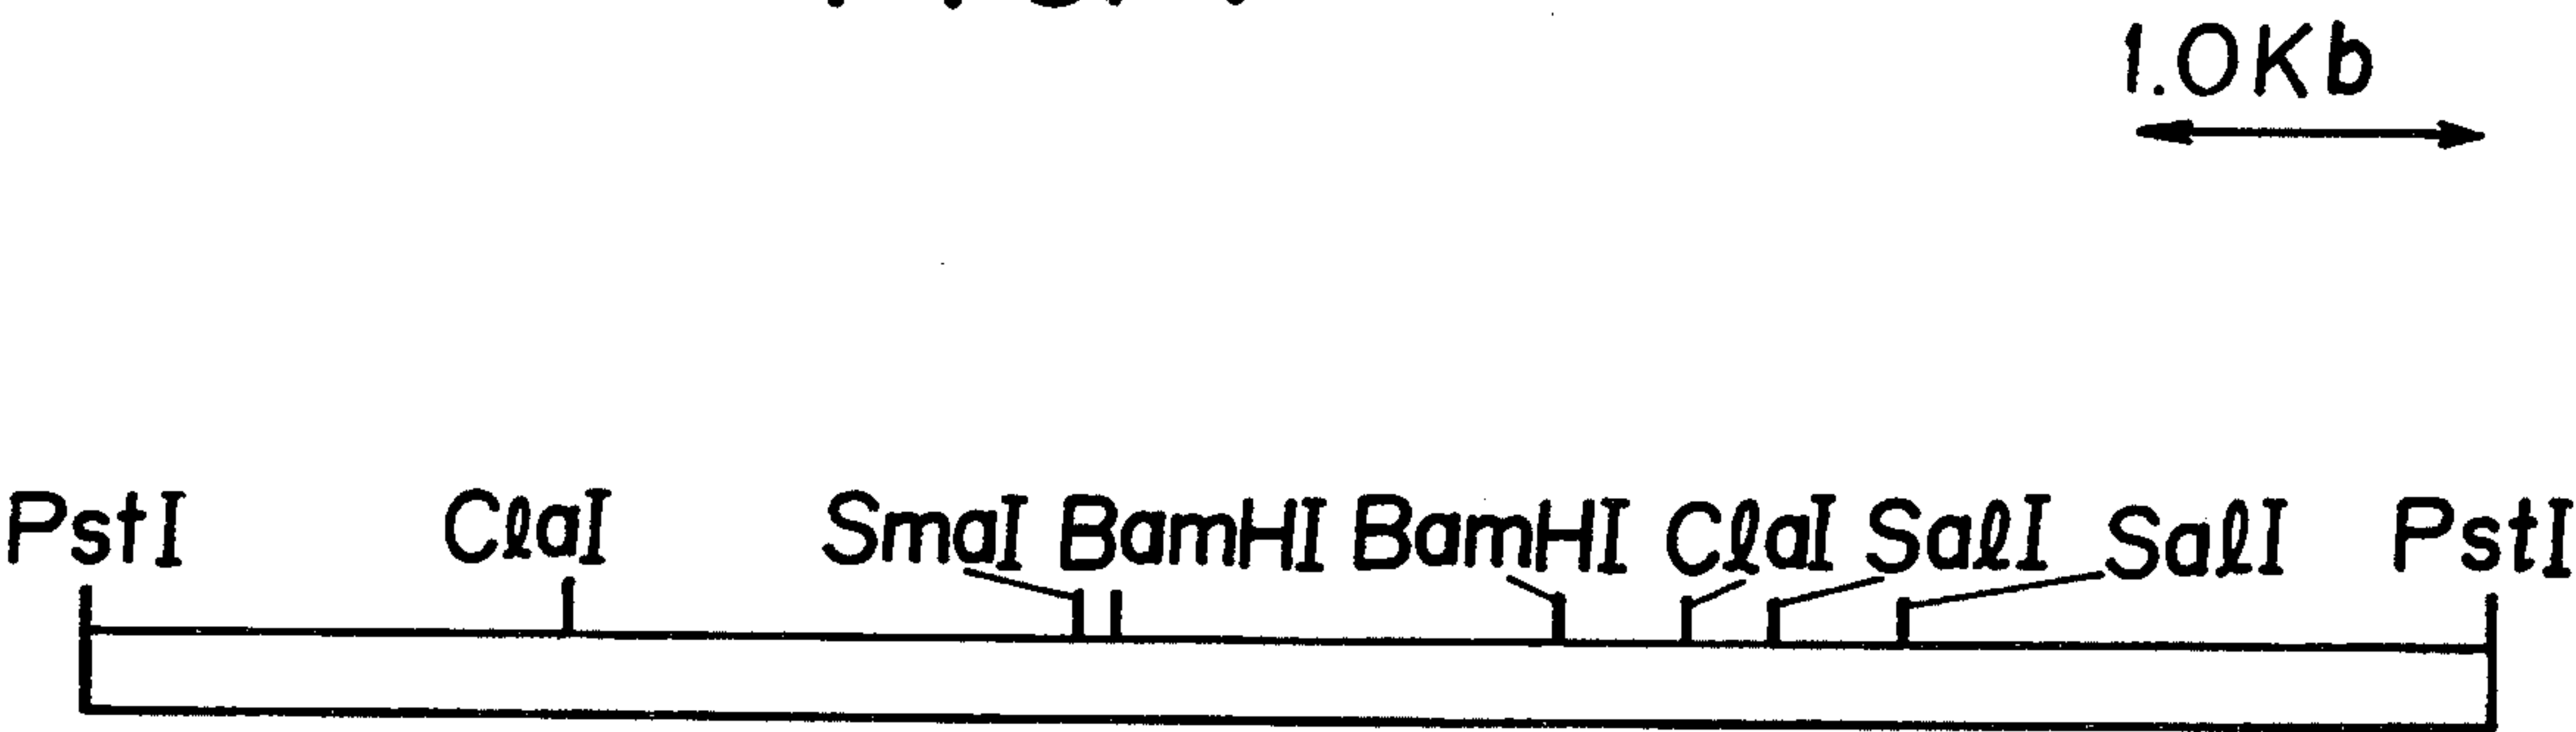 1.0Kb
PstI ClaI SmaI BamHI BamHI ClaI SalI SalI PstI